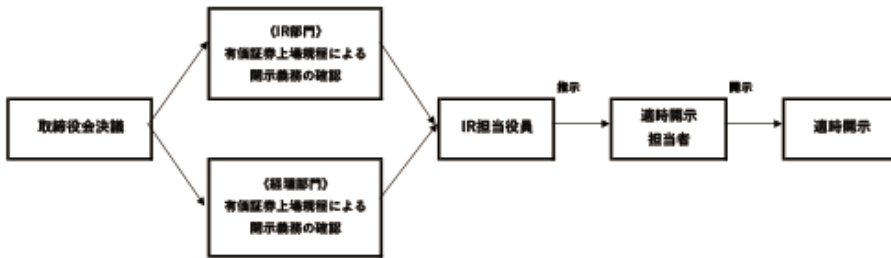 《IR部門》
有価証券上場規程による
開示義務の確認
取締役会決議
IR担当役員
指示
適時開示
担当者
開示
適時開示
《経理部門》
有価証券上場規程による
開示義務の確認